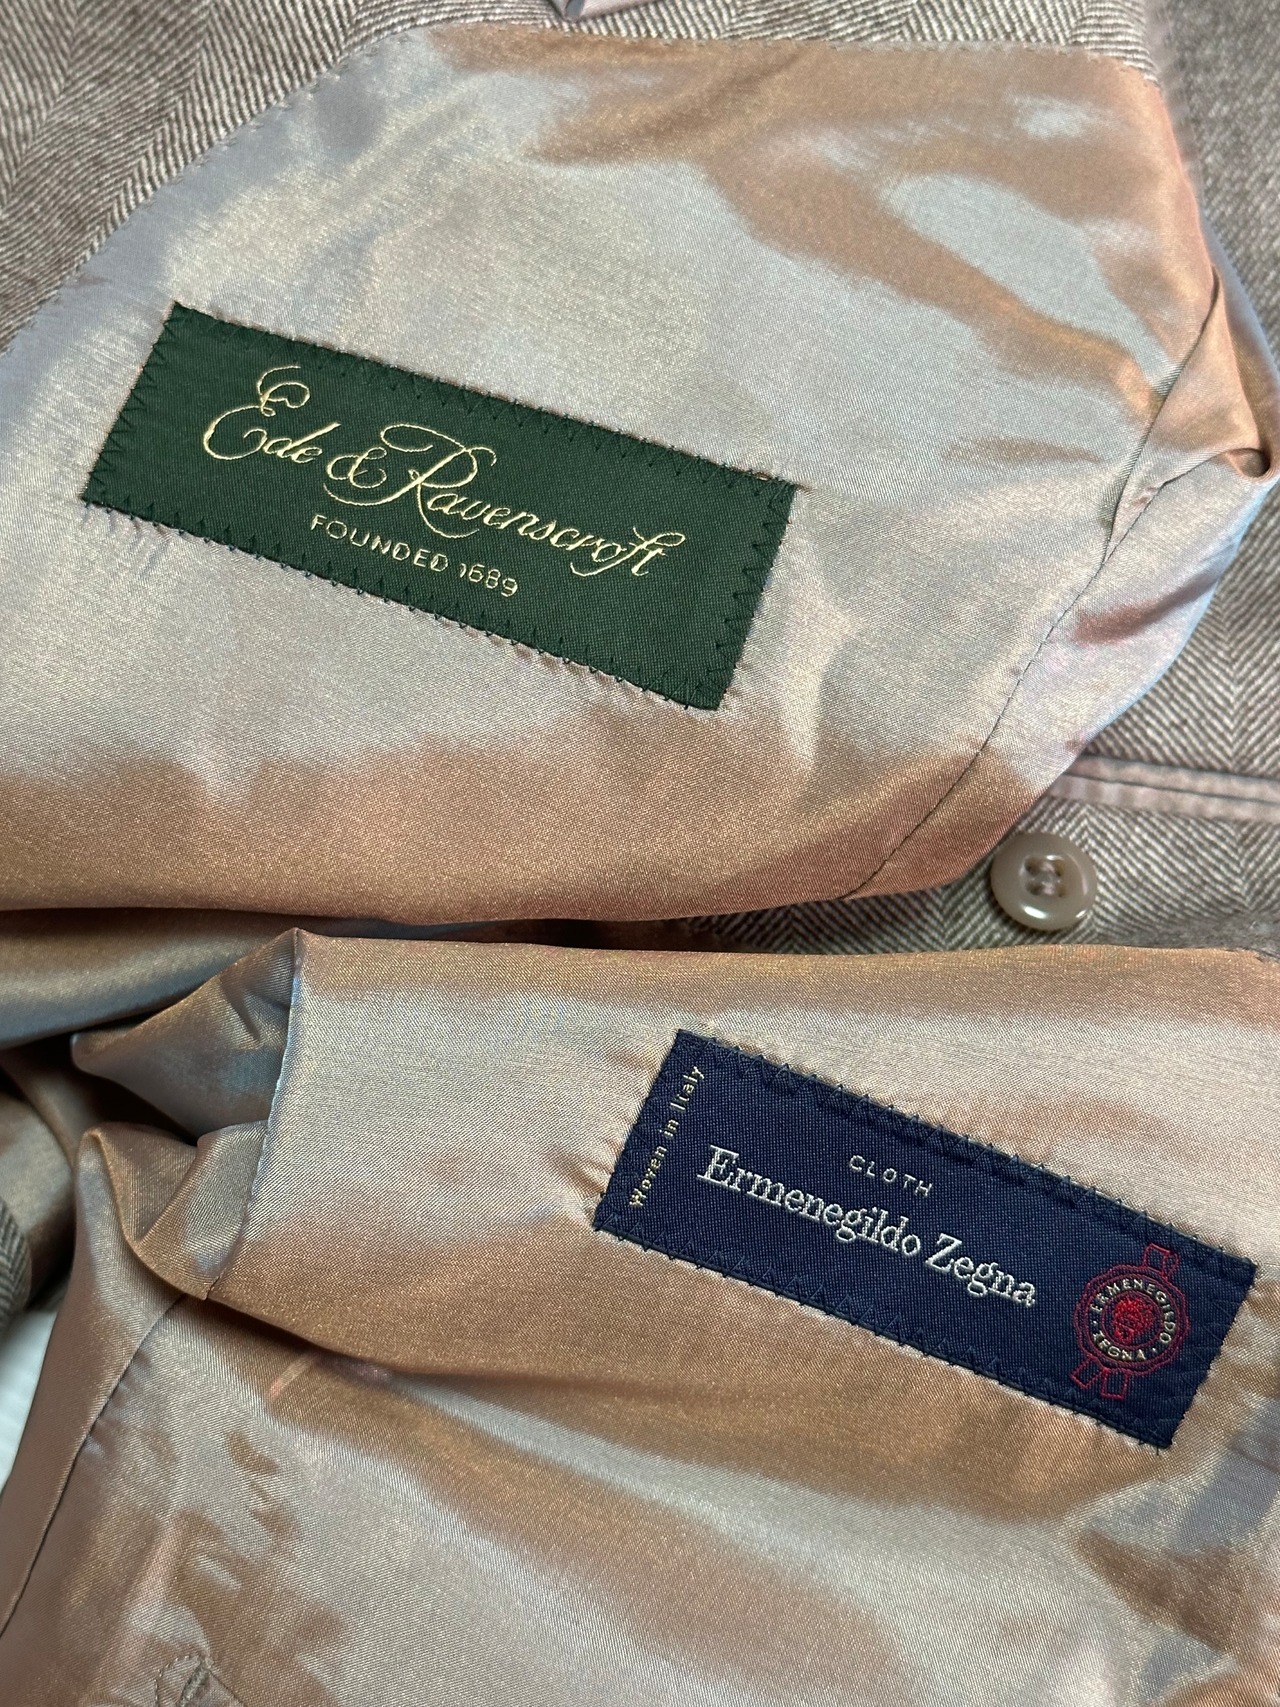 Ede & Ravenscroft
FOUNDED 1689
Woven in Italy
CLOTH
Ermenegildo Zegna
ERMENEGILDO
ZEGNA